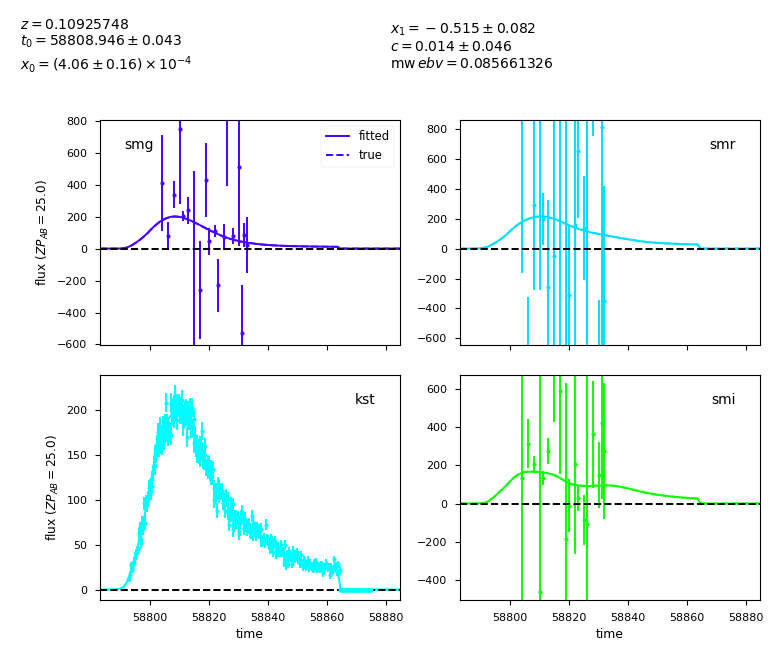 z = 0.10925748
t₀ = 58808.946 ± 0.043
x₀ = (4.06 ± 0.16) × 10⁻⁴
x₁ = −0.515 ± 0.082
c = 0.014 ± 0.046
mw ebv = 0.085661326
smg
fitted
true
flux (ZP_AB = 25.0)
800
600
400
200
0
−200
−400
−600
smr
800
600
400
200
0
−200
−400
−600
kst
flux (ZP_AB = 25.0)
200
150
100
50
0
58800 58820 58840 58860 58880
time
smi
600
400
200
0
−200
−400
58800 58820 58840 58860 58880
time